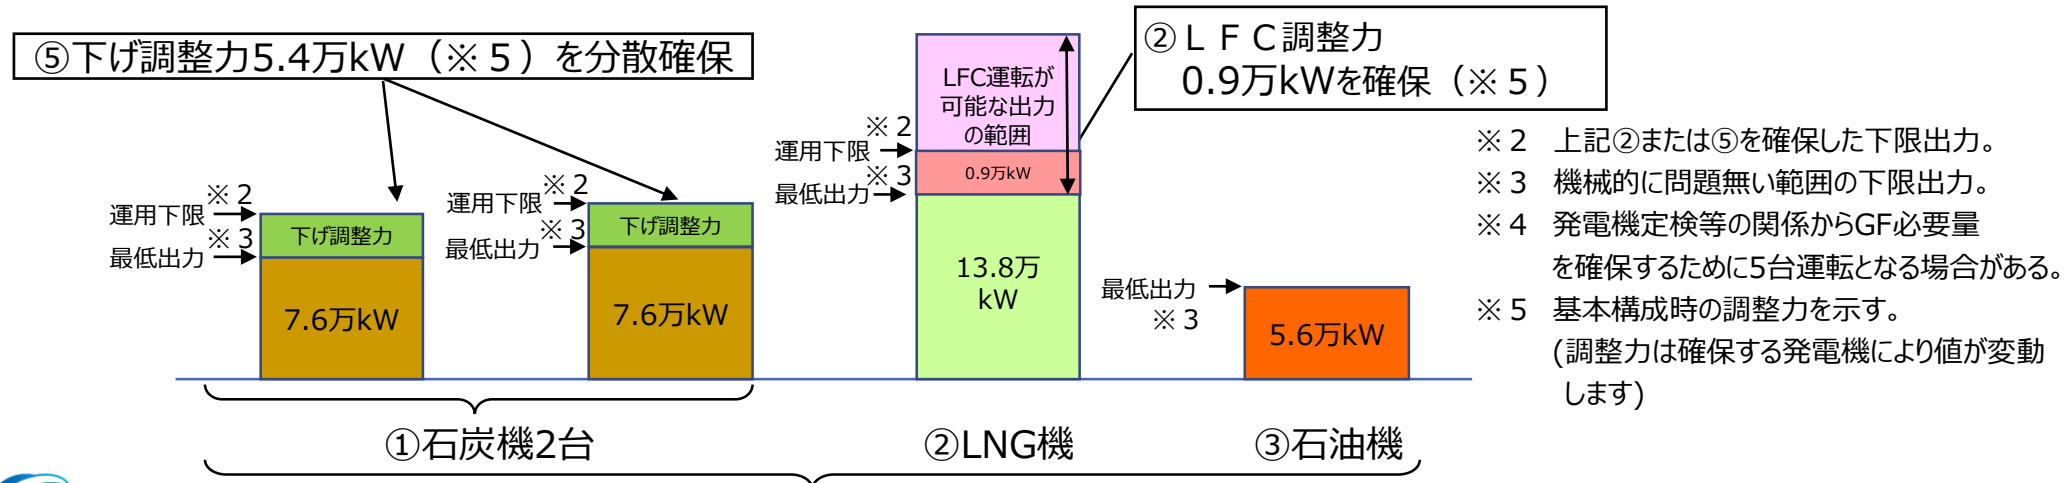 ⑤下げ調整力5.4万kW（※５）を分散確保
②ＬＦＣ調整力
0.9万kWを確保（※５）
LFC運転が
可能な出力
の範囲
※２
運用下限
0.9万kW
※３
最低出力
13.8万
kW
※２
運用下限
※３
最低出力
下げ調整力
7.6万kW
※２
運用下限
※３
最低出力
下げ調整力
7.6万kW
最低出力
※３
5.6万kW
※２　上記②または⑤を確保した下限出力。
※３　機械的に問題無い範囲の下限出力。
※４　発電機定検等の関係からGF必要量
を確保するために5台運転となる場合がある。
※５　基本構成時の調整力を示す。
(調整力は確保する発電機により値が変動
します)
①石炭機2台
②LNG機
③石油機